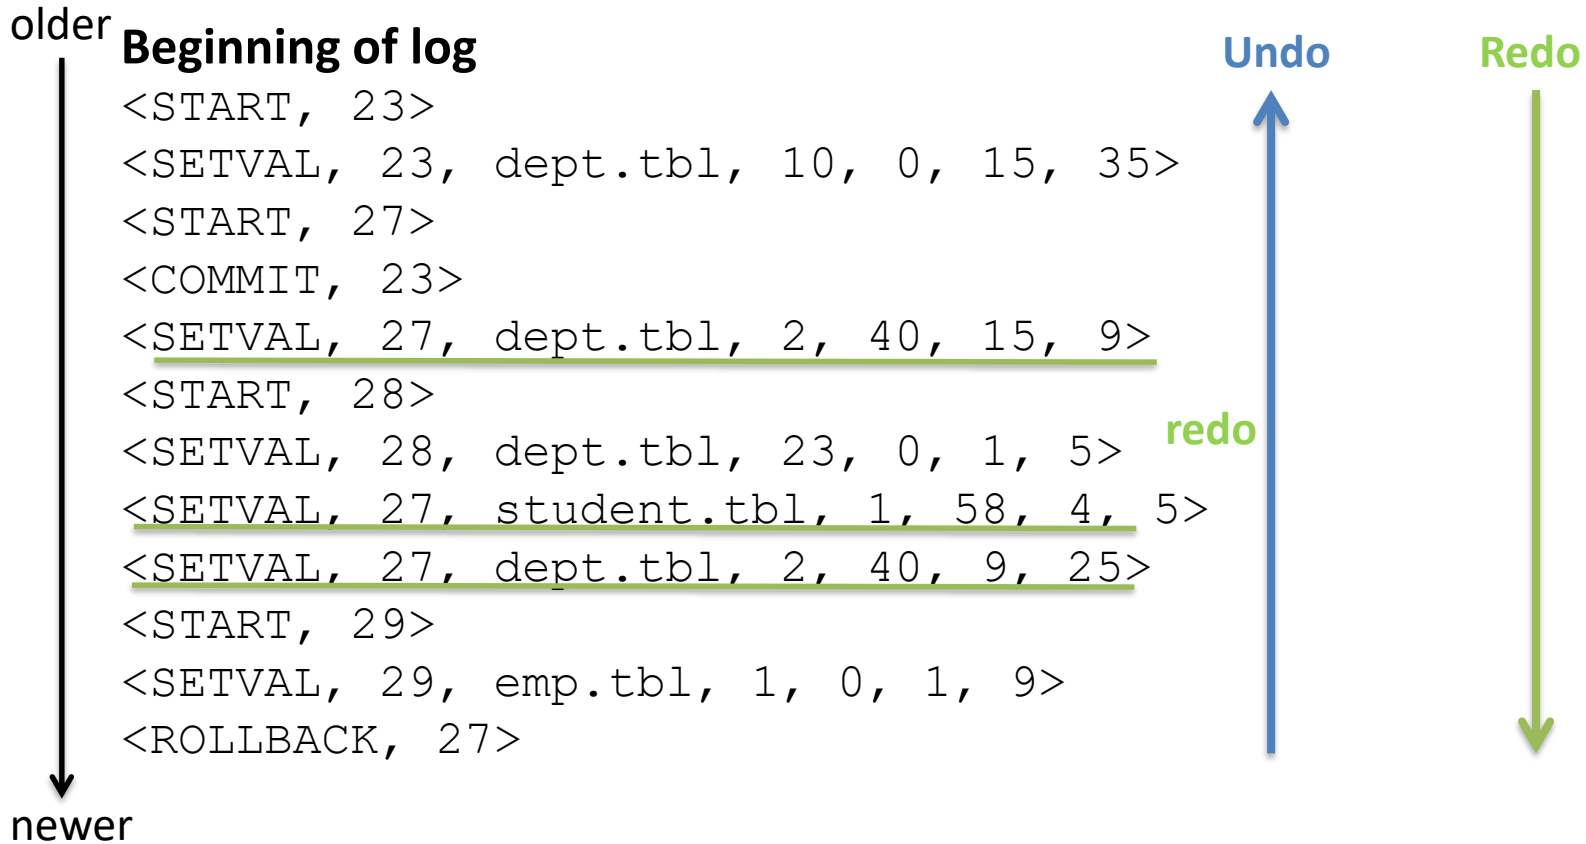 older
Beginning of log
Undo
Redo
<START, 23>
<SETVAL, 23, dept.tbl, 10, 0, 15, 35>
<START, 27>
<COMMIT, 23>
<SETVAL, 27, dept.tbl, 2, 40, 15, 9>
<START, 28>
redo
<SETVAL, 28, dept.tbl, 23, 0, 1, 5>
<SETVAL, 27, student.tbl, 1, 58, 4, 5>
<SETVAL, 27, dept.tbl, 2, 40, 9, 25>
<START, 29>
<SETVAL, 29, emp.tbl, 1, 0, 1, 9>
<ROLLBACK, 27>
newer